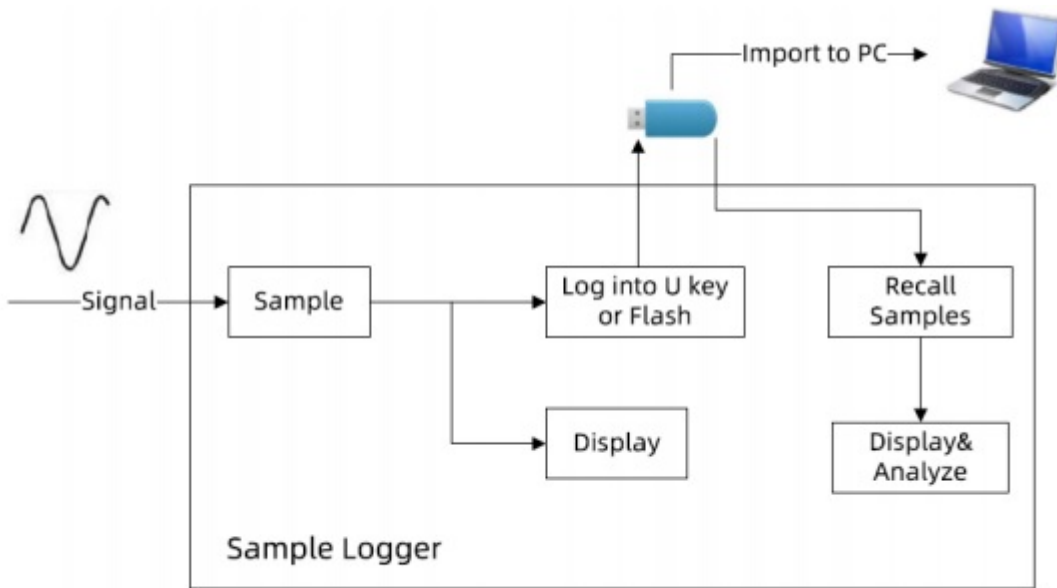 Import to PC
Signal
Sample
Log into U key
or Flash
Recall
Samples
Display
Display&
Analyze
Sample Logger